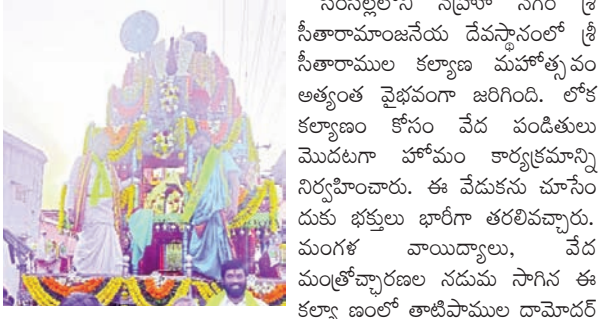 నగర్ శ్రీ
సీతారామాంజనేయ దేవస్థానంలో శ్రీ
సీతారాముల కల్యాణ మహోత్సవం
అత్యంత వైభవంగా జరిగింది. లోక
కల్యాణం కోసం వేద పండితులు
మొదటగా హోమం కార్యక్రమాన్ని
నిర్వహించారు. ఈ వేడుకను చూసేం
దుకు భక్తులు భారీగా తరలివచ్చారు.
మంగళ వాయిద్యాలు, వేద
మంత్రోచ్ఛారణల నడుమ సాగిన ఈ
కల్యా ణంలో తాటిపాముల దామోదర్